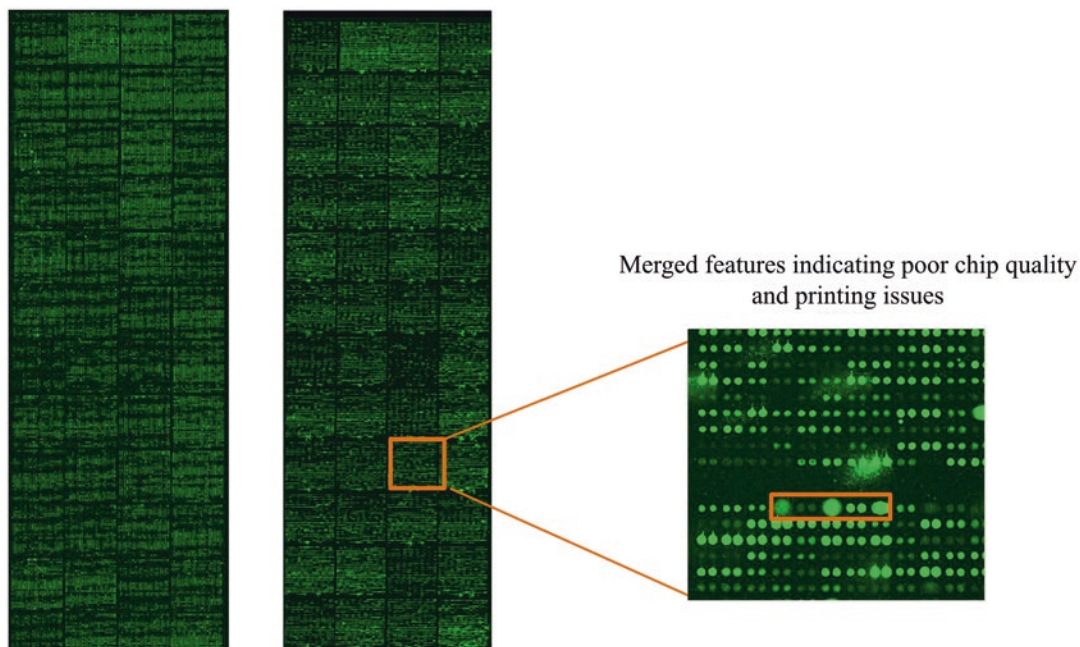 Merged features indicating poor chip quality
and printing issues